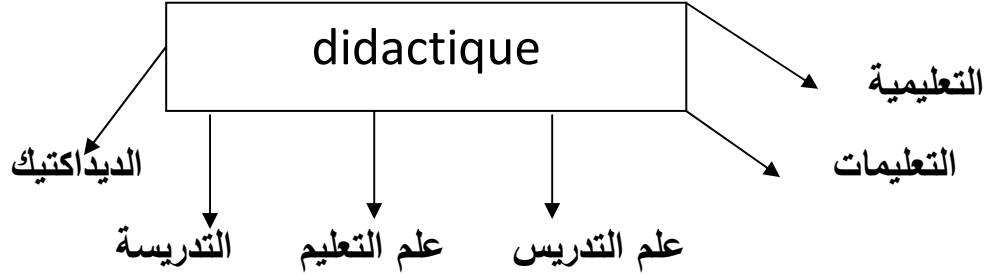 didactique
التعليمية
التعليمات
الديداكتيك
علم التدريس
علم التعليم
التدريسة